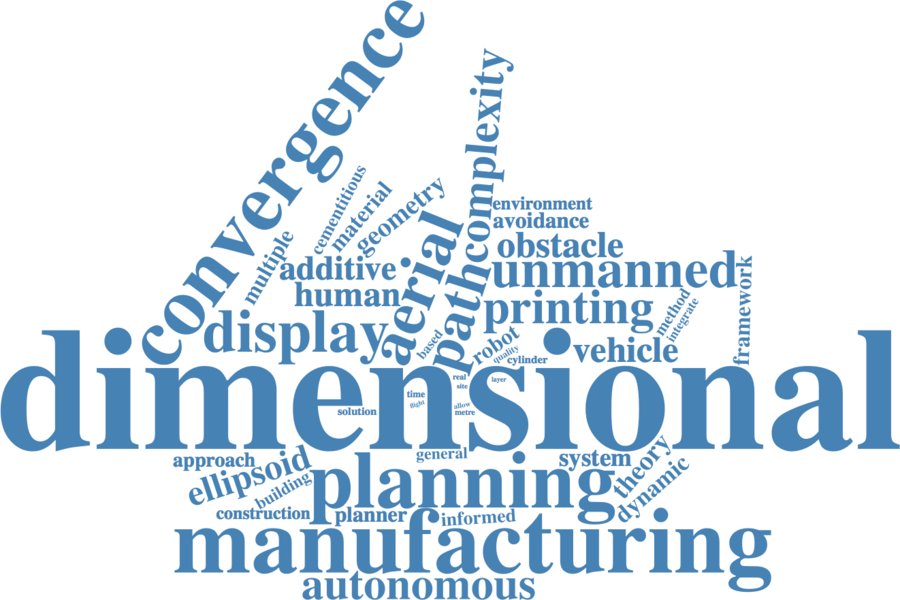 convergence
complexity
cementitious
material
geometry
environment
avoidance
multiple
additive
aerial
path
obstacle
unmanned
human
printing
method
integrate
framework
display
based
robot
quality
cylinder
vehicle
dimensional
real
site
layer
time
flight
allow
metre
solution
approach
general
system
theory
ellipsoid
building
planning
dynamic
construction
planner
informed
manufacturing
autonomous